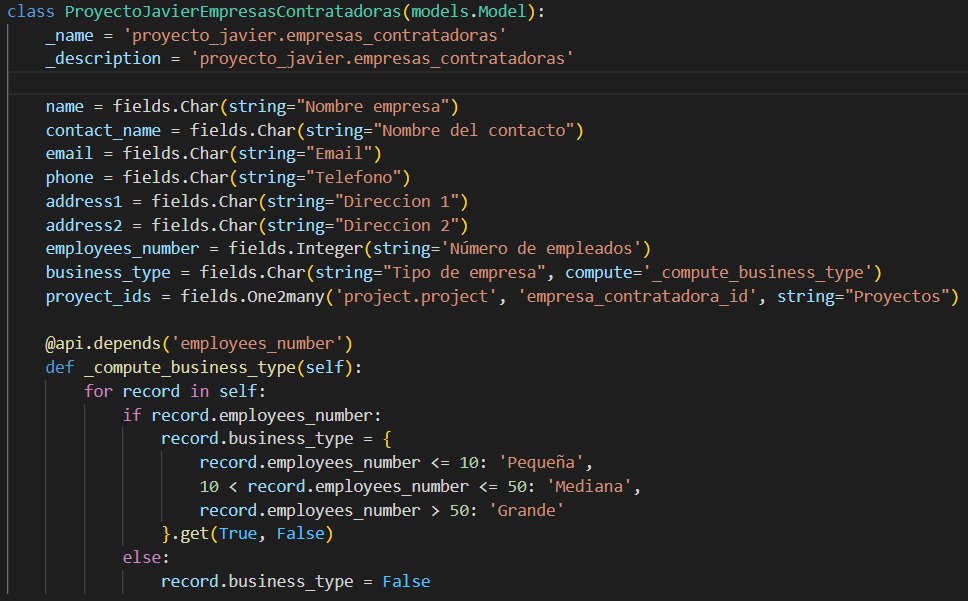 class ProyectoJavierEmpresasContratadoras(models.Model):
    _name = 'proyecto_javier.empresas_contratadoras'
    _description = 'proyecto_javier.empresas_contratadoras'

    name = fields.Char(string="Nombre empresa")
    contact_name = fields.Char(string="Nombre del contacto")
    email = fields.Char(string="Email")
    phone = fields.Char(string="Telefono")
    address1 = fields.Char(string="Direccion 1")
    address2 = fields.Char(string="Direccion 2")
    employees_number = fields.Integer(string='Número de empleados')
    business_type = fields.Char(string="Tipo de empresa", compute='_compute_business_type')
    proyect_ids = fields.One2many('project.project', 'empresa_contratadora_id', string="Proyectos")

    @api.depends('employees_number')
    def _compute_business_type(self):
        for record in self:
            if record.employees_number:
                record.business_type = {
                    record.employees_number <= 10: 'Pequeña',
                    10 < record.employees_number <= 50: 'Mediana',
                    record.employees_number > 50: 'Grande'
                }.get(True, False)
            else:
                record.business_type = False